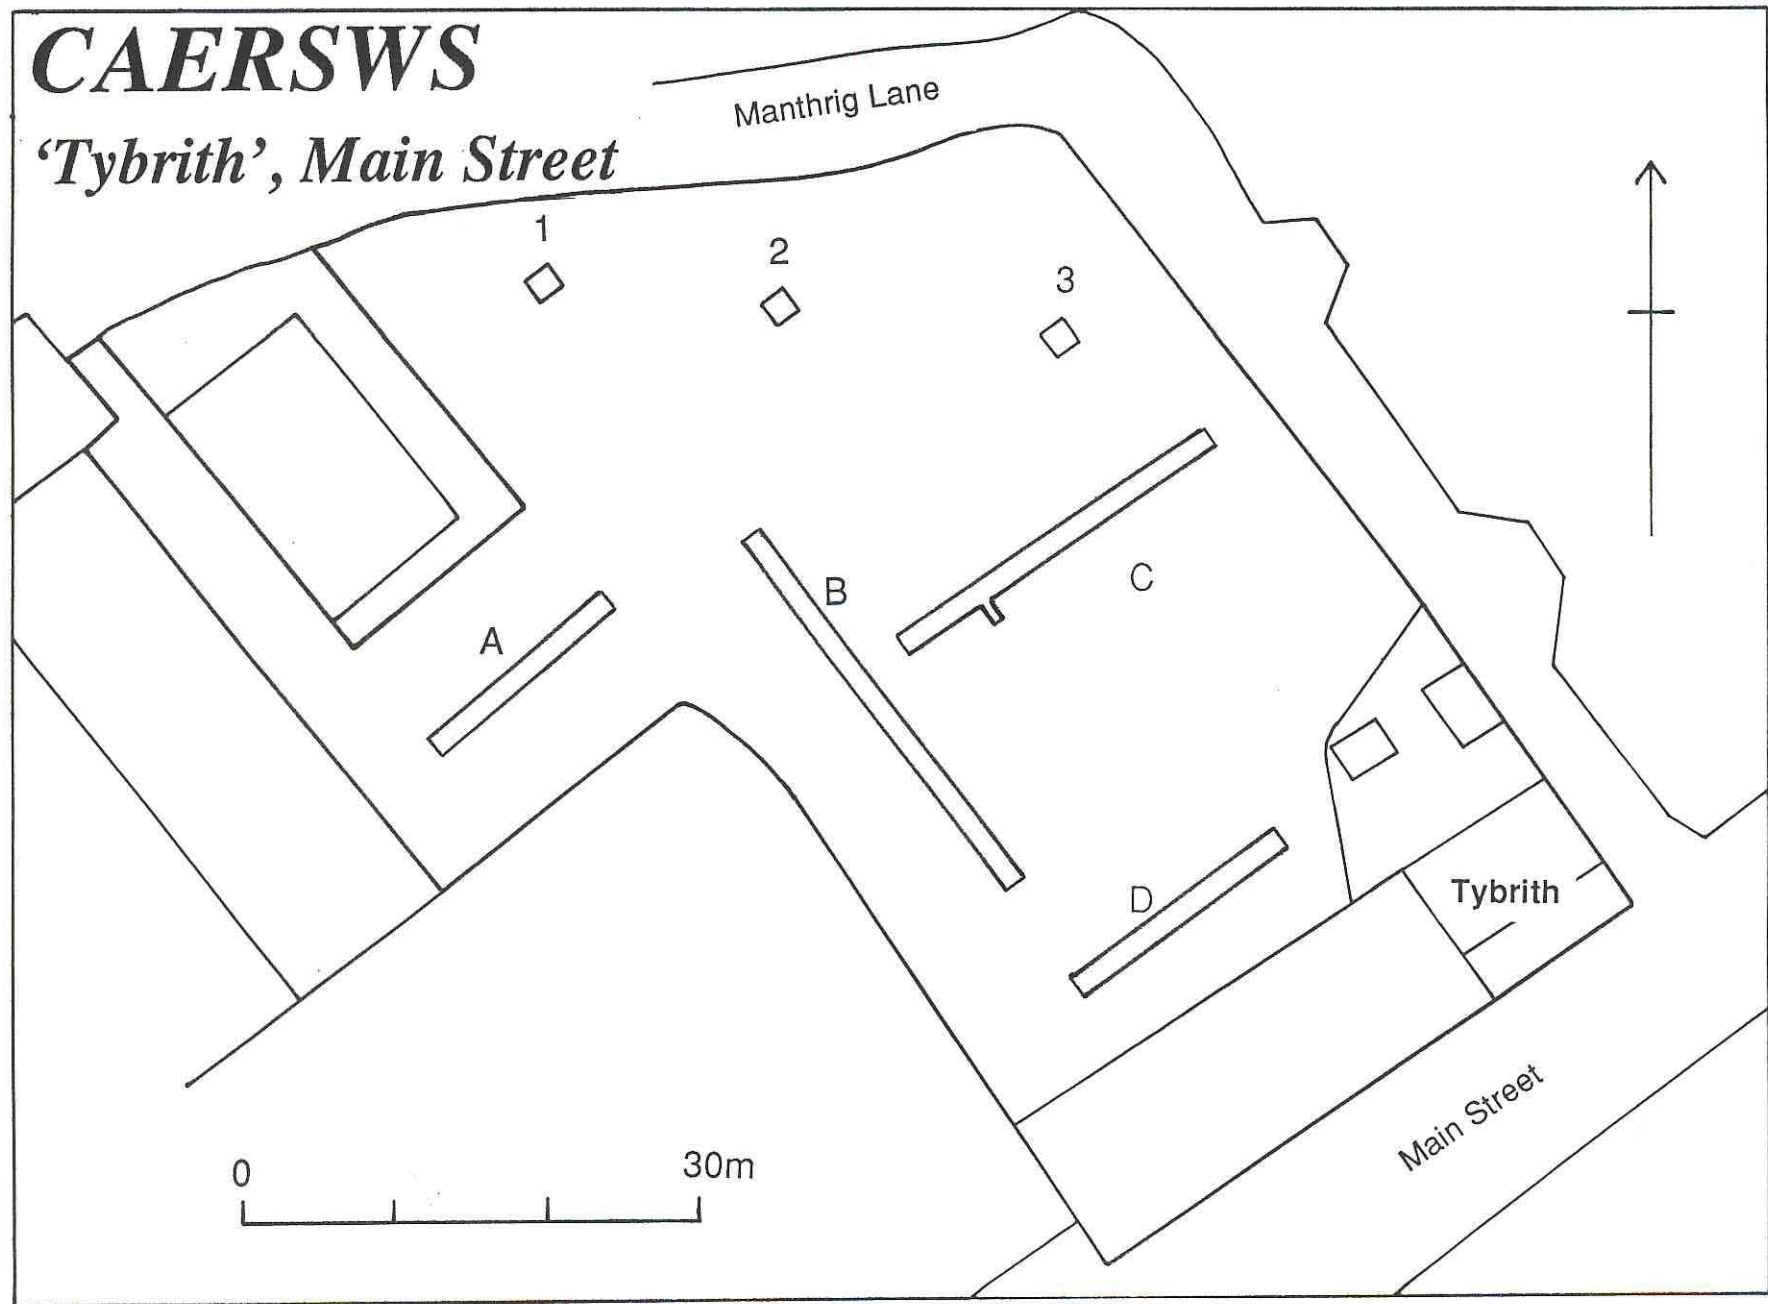 CAERSWS
‘Tybrith’, Main Street
Manthrig Lane
1
2
3
A
B
C
D
Tybrith
Main Street
0 30m